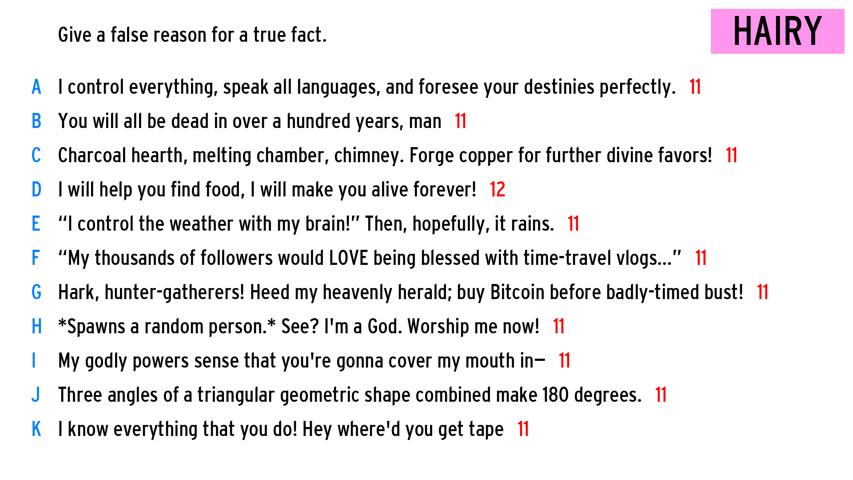 Give a false reason for a true fact.
HAIRY
A I control everything, speak all languages, and foresee your destinies perfectly. 11
B You will all be dead in over a hundred years, man 11
C Charcoal hearth, melting chamber, chimney. Forge copper for further divine favors! 11
D I will help you find food, I will make you alive forever! 12
E “I control the weather with my brain!” Then, hopefully, it rains. 11
F “My thousands of followers would LOVE being blessed with time-travel vlogs...” 11
G Hark, hunter-gatherers! Heed my heavenly herald; buy Bitcoin before badly-timed bust! 11
H *Spawns a random person.* See? I'm a God. Worship me now! 11
I My godly powers sense that you're gonna cover my mouth in— 11
J Three angles of a triangular geometric shape combined make 180 degrees. 11
K I know everything that you do! Hey where'd you get tape 11